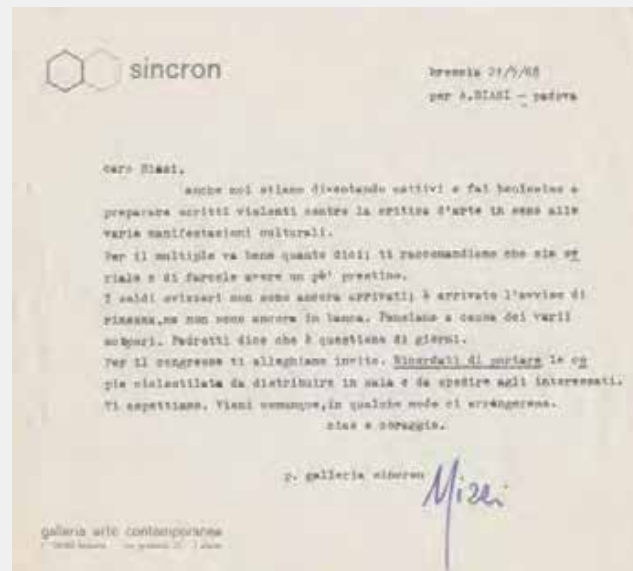 sincron
brescia 21/5/68
per A.BIASI - padova
caro Biasi,
anche noi stiamo diventando cattivi e fai benissimo a
preparare scritti violenti contro la critica d'arte in seno alle
varie manifestazioni culturali.
Per il multiplo va bene quanto dici; ti raccomandiamo che sia se
riale e di farcele avere un pò' prestino.
I soldi svizzeri non sono ancora arrivati; è arrivato l'avviso di
rimessa,ma non sono ancora in banca. Pensiamo a causa dei varii
scioperi. Pedrotti dice che è questione di giorni.
Per il congresso ti alleghiamo invito. Ricordati di portare le co
pie ciclostilate da distribuire in sala e da spedire agli interessati.
Ti aspettiamo. Vieni comunque,in qualche modo ci arrangeremo.
ciao e coraggio.
p. galleria sincron
galleria arte contemporanea